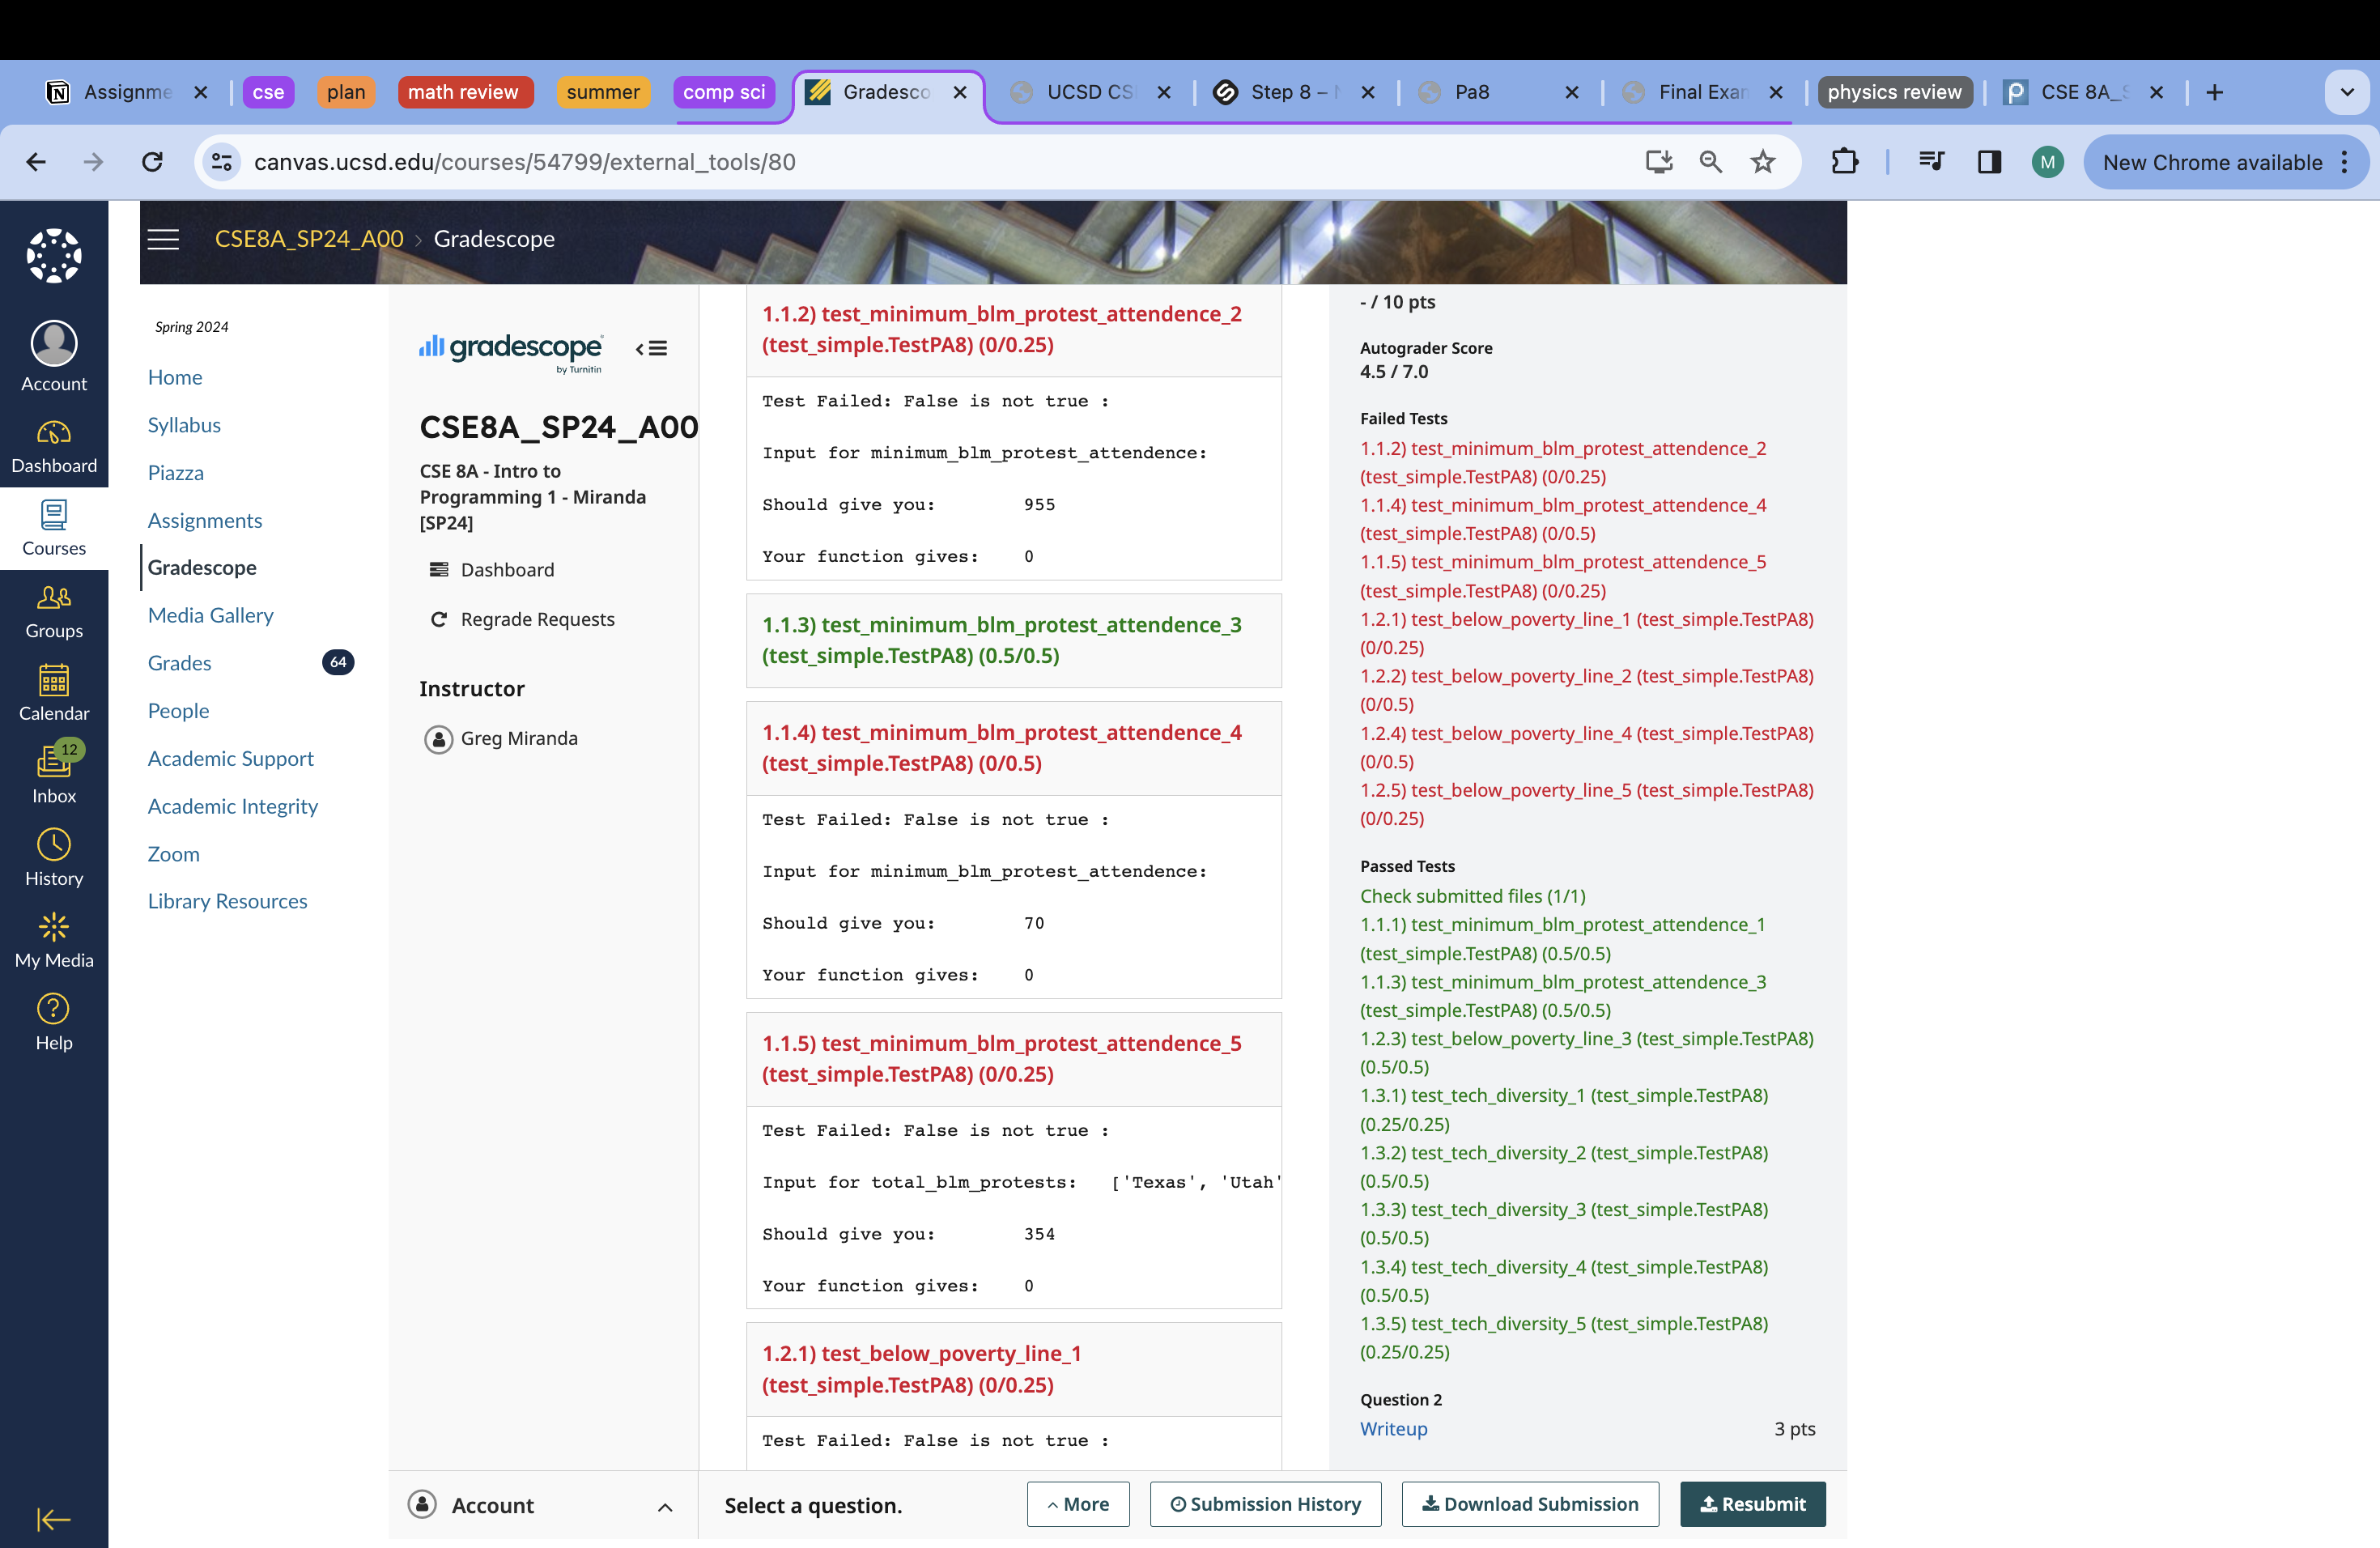 Assignme
cse
plan
math review
summer
comp sci
Gradesco
UCSD CS
Step 8 –
Pa8
Final Exam
physics review
CSE 8A_S
canvas.ucsd.edu/courses/54799/external_tools/80
M
New Chrome available
CSE8A_SP24_A00 › Gradescope
Account
Dashboard
Courses
Groups
Calendar
12
Inbox
History
My Media
Help
Spring 2024
Home
Syllabus
Piazza
Assignments
Gradescope
Media Gallery
Grades 64
People
Academic Support
Academic Integrity
Zoom
Library Resources
gradescope
by Turnitin
CSE8A_SP24_A00
CSE 8A - Intro to
Programming 1 - Miranda
[SP24]
Dashboard
Regrade Requests
Instructor
Greg Miranda
Account
1.1.2) test_minimum_blm_protest_attendence_2
(test_simple.TestPA8) (0/0.25)
Test Failed: False is not true :
Input for minimum_blm_protest_attendence:
Should give you: 955
Your function gives: 0
1.1.3) test_minimum_blm_protest_attendence_3
(test_simple.TestPA8) (0.5/0.5)
1.1.4) test_minimum_blm_protest_attendence_4
(test_simple.TestPA8) (0/0.5)
Test Failed: False is not true :
Input for minimum_blm_protest_attendence:
Should give you: 70
Your function gives: 0
1.1.5) test_minimum_blm_protest_attendence_5
(test_simple.TestPA8) (0/0.25)
Test Failed: False is not true :
Input for total_blm_protests: ['Texas', 'Utah'
Should give you: 354
Your function gives: 0
1.2.1) test_below_poverty_line_1
(test_simple.TestPA8) (0/0.25)
Test Failed: False is not true :
- / 10 pts
Autograder Score
4.5 / 7.0
Failed Tests
1.1.2) test_minimum_blm_protest_attendence_2
(test_simple.TestPA8) (0/0.25)
1.1.4) test_minimum_blm_protest_attendence_4
(test_simple.TestPA8) (0/0.5)
1.1.5) test_minimum_blm_protest_attendence_5
(test_simple.TestPA8) (0/0.25)
1.2.1) test_below_poverty_line_1 (test_simple.TestPA8)
(0/0.25)
1.2.2) test_below_poverty_line_2 (test_simple.TestPA8)
(0/0.5)
1.2.4) test_below_poverty_line_4 (test_simple.TestPA8)
(0/0.5)
1.2.5) test_below_poverty_line_5 (test_simple.TestPA8)
(0/0.25)
Passed Tests
Check submitted files (1/1)
1.1.1) test_minimum_blm_protest_attendence_1
(test_simple.TestPA8) (0.5/0.5)
1.1.3) test_minimum_blm_protest_attendence_3
(test_simple.TestPA8) (0.5/0.5)
1.2.3) test_below_poverty_line_3 (test_simple.TestPA8)
(0.5/0.5)
1.3.1) test_tech_diversity_1 (test_simple.TestPA8)
(0.25/0.25)
1.3.2) test_tech_diversity_2 (test_simple.TestPA8)
(0.5/0.5)
1.3.3) test_tech_diversity_3 (test_simple.TestPA8)
(0.5/0.5)
1.3.4) test_tech_diversity_4 (test_simple.TestPA8)
(0.5/0.5)
1.3.5) test_tech_diversity_5 (test_simple.TestPA8)
(0.25/0.25)
Question 2
Writeup 3 pts
Select a question.
More
Submission History
Download Submission
Resubmit